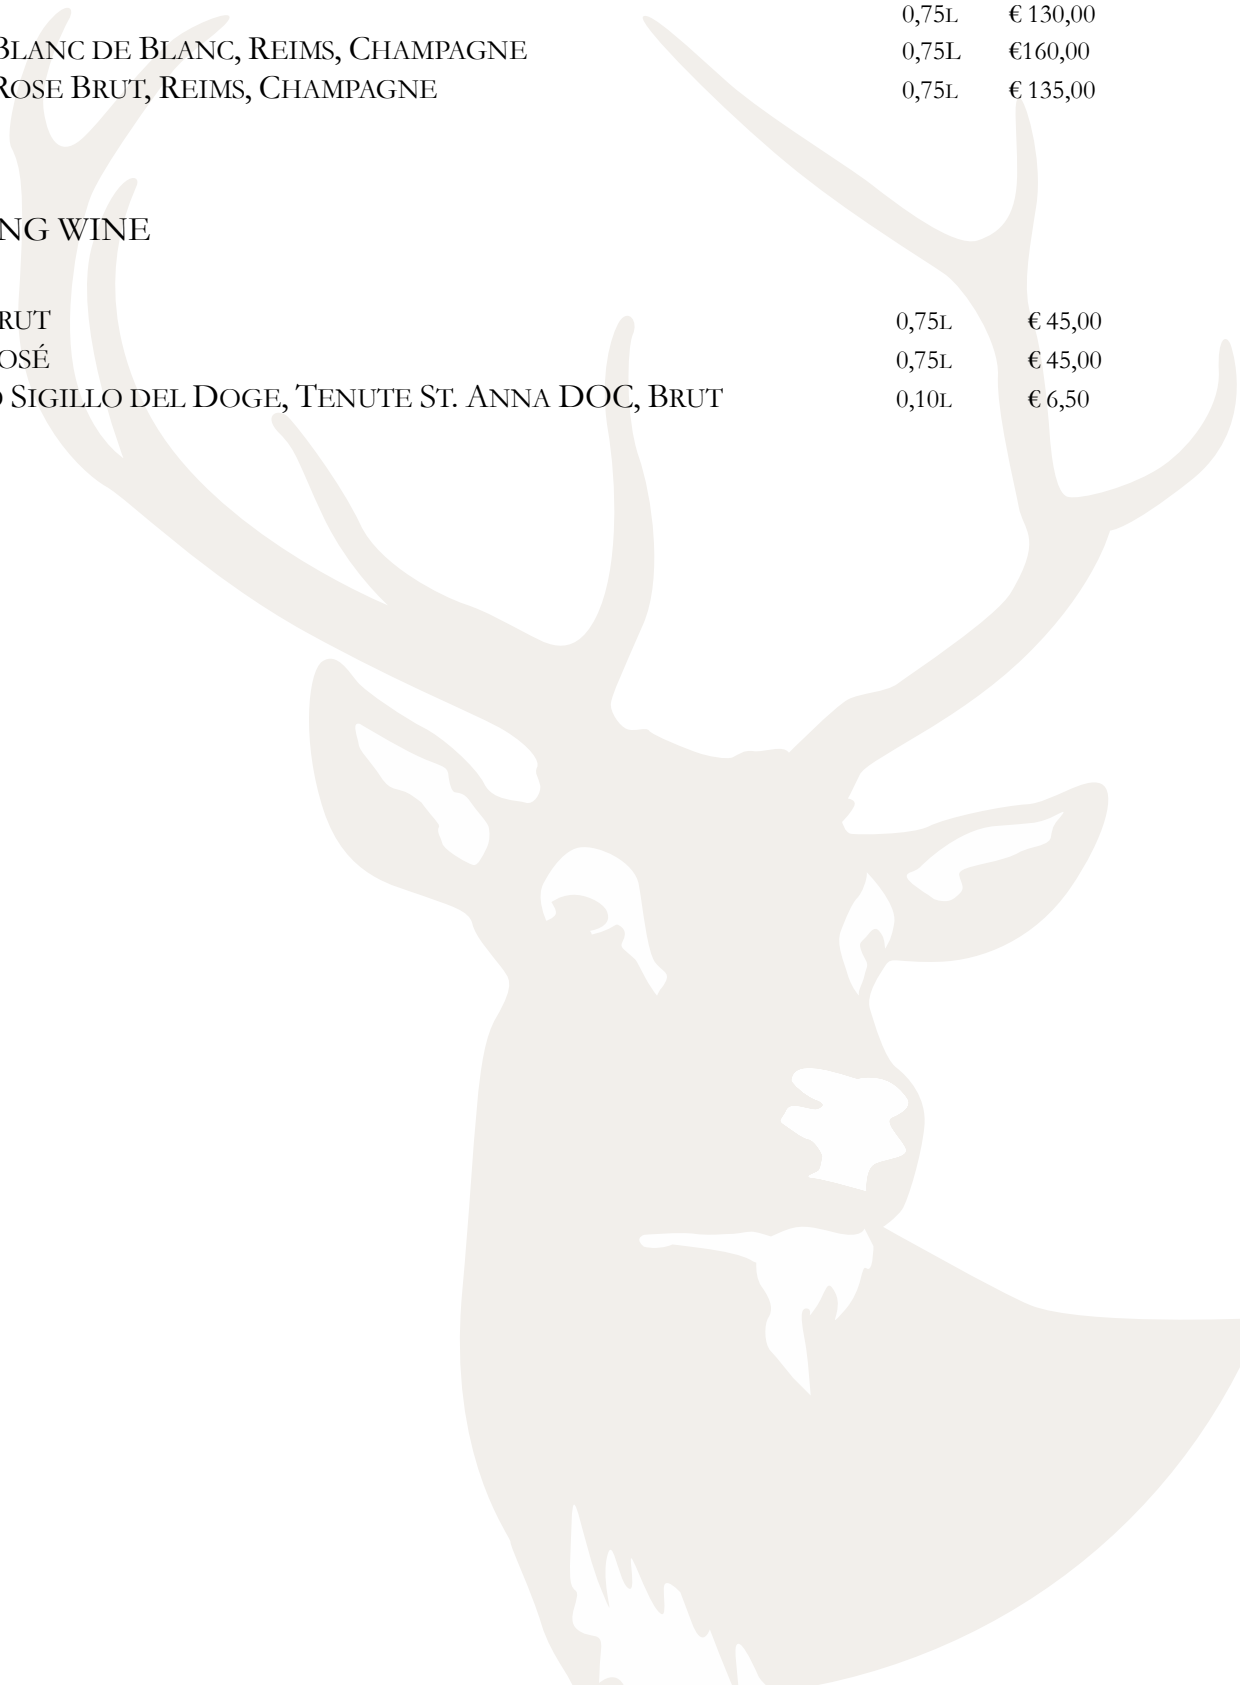 0,75L € 130,00
BLANC DE BLANC, REIMS, CHAMPAGNE 0,75L €160,00
ROSE BRUT, REIMS, CHAMPAGNE 0,75L € 135,00
NG WINE
RUT 0,75L € 45,00
OSÉ 0,75L € 45,00
O SIGILLO DEL DOGE, TENUTE ST. ANNA DOC, BRUT 0,10L € 6,50